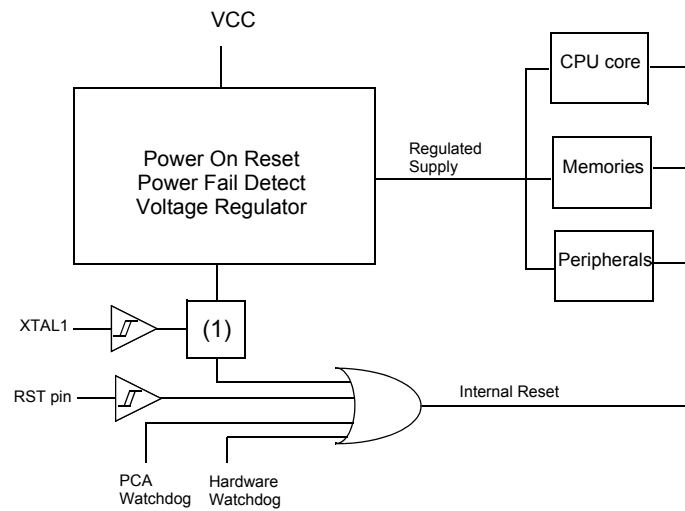 VCC
CPU core
Power On Reset
Power Fail Detect
Voltage Regulator
Regulated
Supply
Memories
Peripherals
XTAL1
(1)
RST pin
Internal Reset
PCA
Watchdog
Hardware
Watchdog